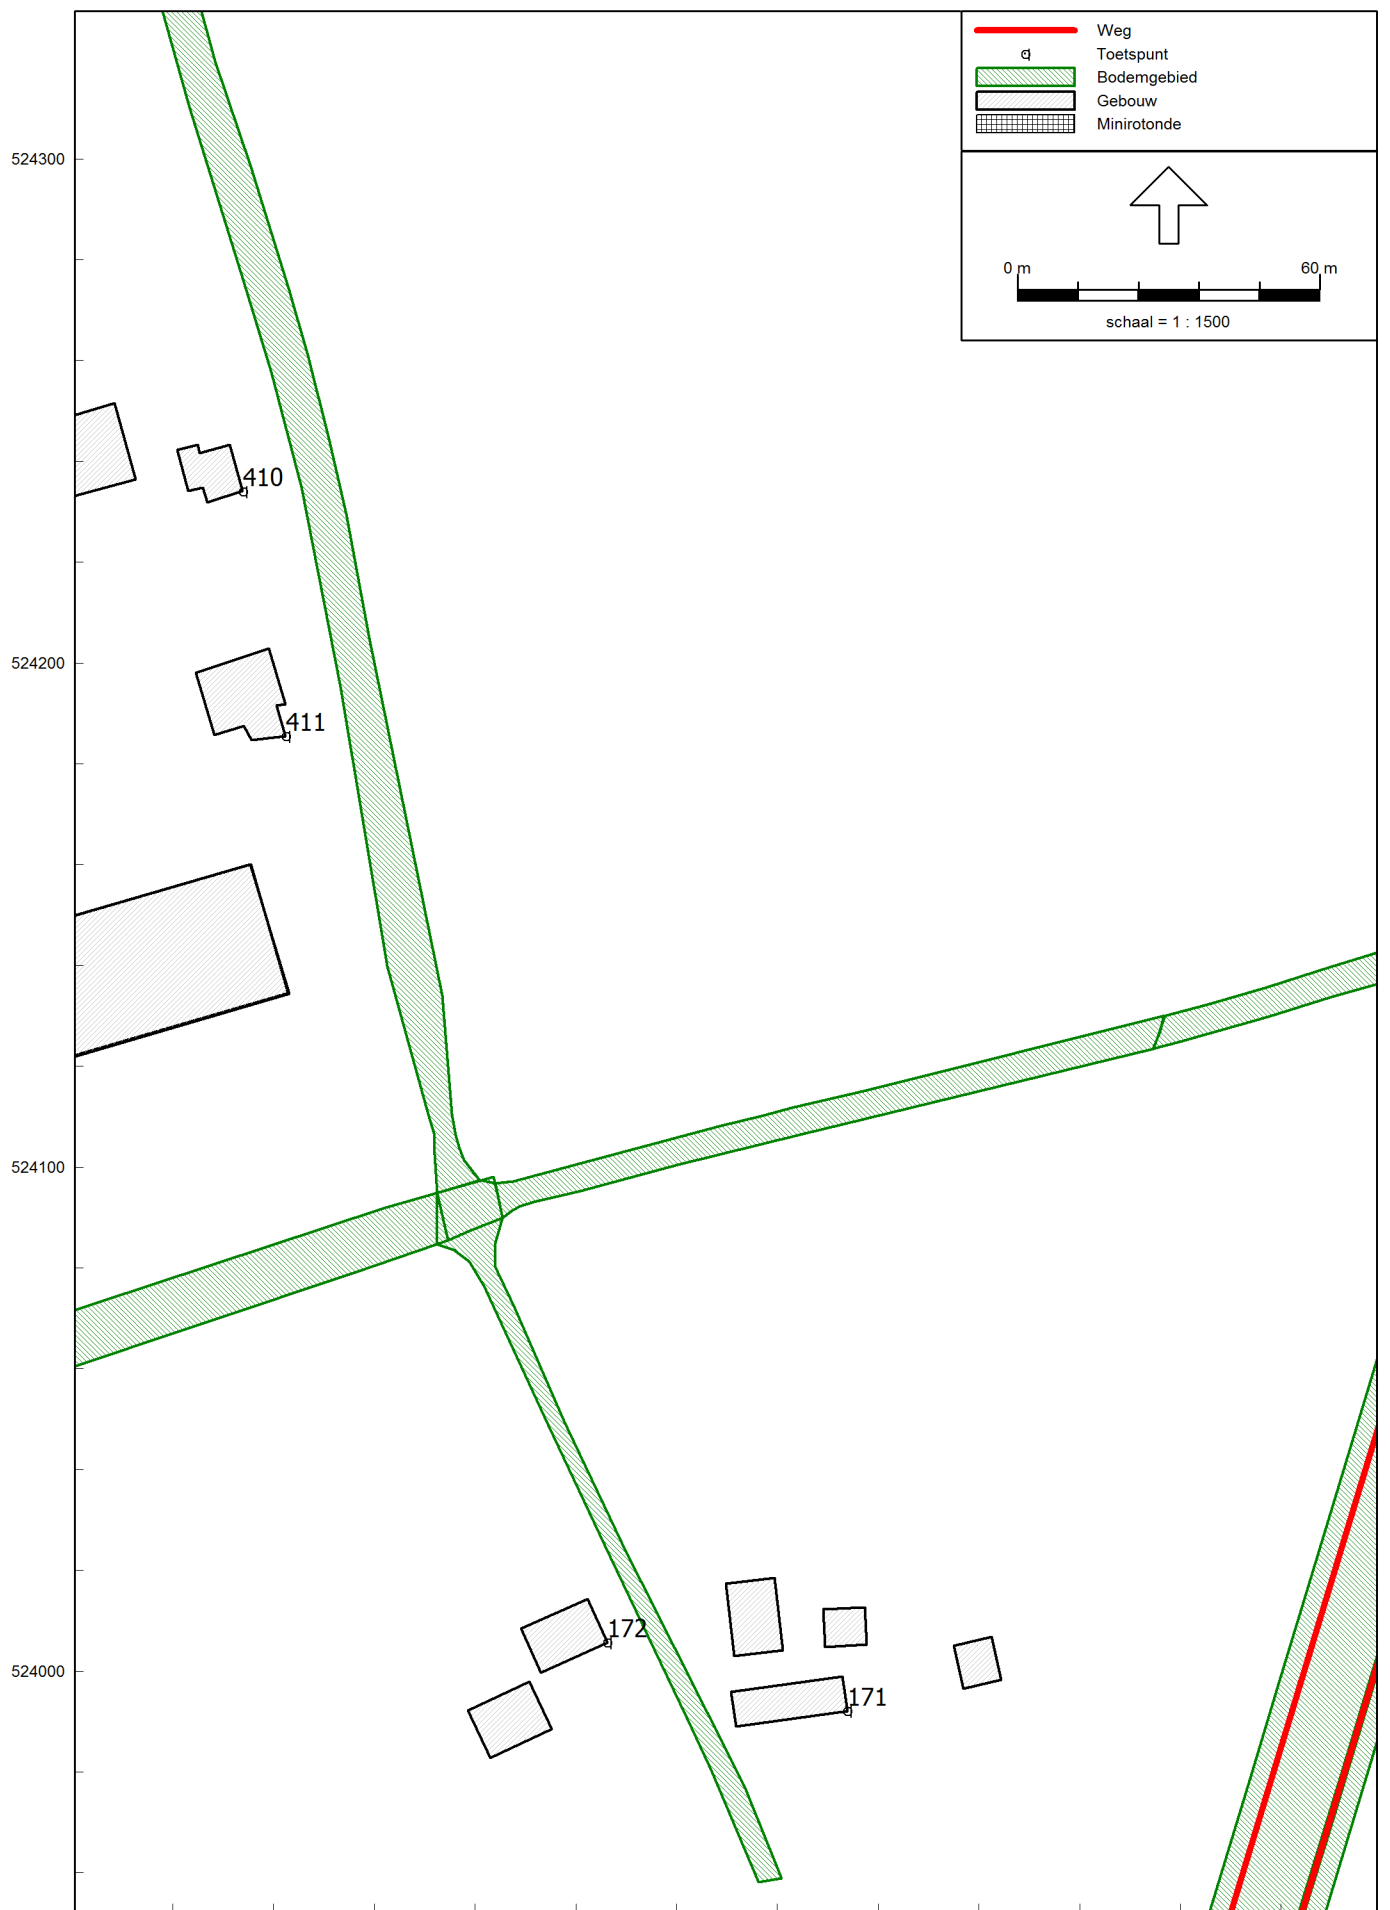 Weg
Toetspunt
Bodemgebied
Gebouw
Minirotonde
0 m 60 m
schaal = 1 : 1500
524300
410
524200
411
524100
172
524000
171